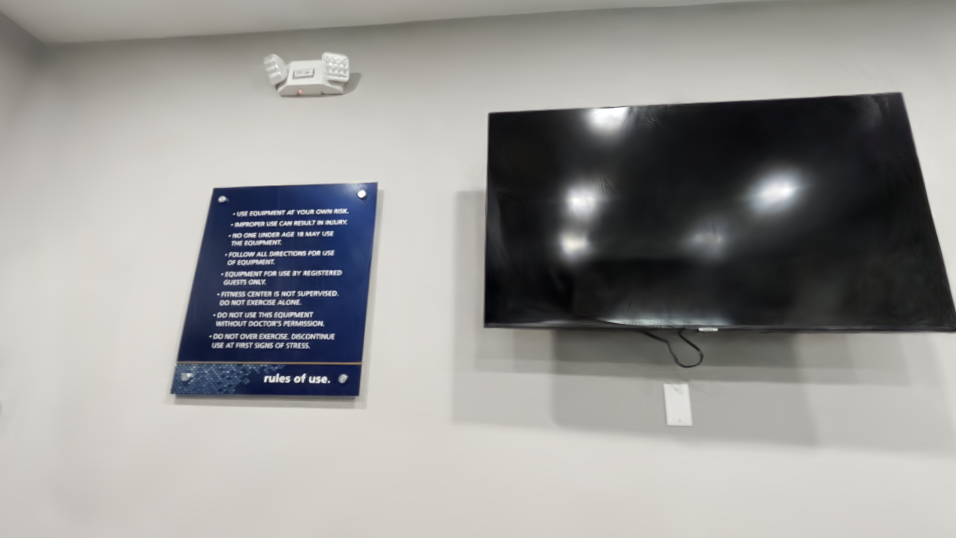 • USE EQUIPMENT AT YOUR OWN RISK.
• IMPROPER USE CAN RESULT IN INJURY.
• NO ONE UNDER AGE 18 MAY USE
THE EQUIPMENT.
• FOLLOW ALL DIRECTIONS FOR USE
OF EQUIPMENT.
• EQUIPMENT FOR USE BY REGISTERED
GUESTS ONLY.
• FITNESS CENTER IS NOT SUPERVISED.
DO NOT EXERCISE ALONE.
• DO NOT USE THIS EQUIPMENT
WITHOUT DOCTOR'S PERMISSION.
• DO NOT OVER EXERCISE. DISCONTINUE
USE AT FIRST SIGNS OF STRESS.
rules of use.